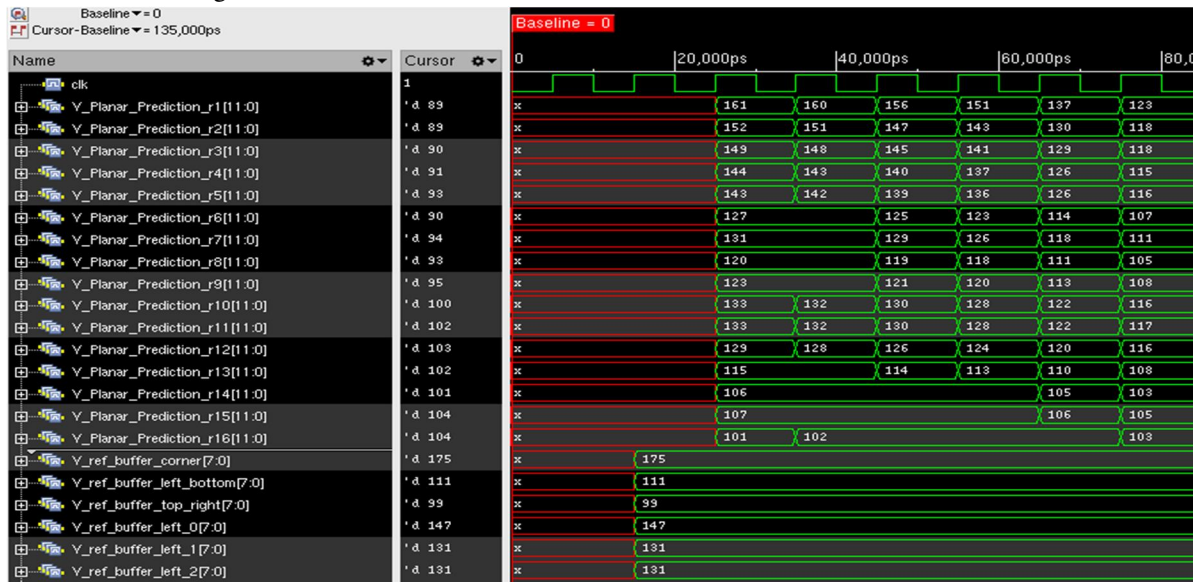 Baseline ▼= 0
Cursor-Baseline ▼= 135,000ps
Baseline = 0
Name Cursor 0 20,000ps 40,000ps 60,000ps 80,
clk 1
Y_Planar_Prediction_r1[11:0] 'd 89 x 161 160 156 151 137 123
Y_Planar_Prediction_r2[11:0] 'd 89 x 152 151 147 143 130 118
Y_Planar_Prediction_r3[11:0] 'd 90 x 149 148 145 141 129 118
Y_Planar_Prediction_r4[11:0] 'd 91 x 144 143 140 137 126 115
Y_Planar_Prediction_r5[11:0] 'd 93 x 143 142 139 136 126 116
Y_Planar_Prediction_r6[11:0] 'd 90 x 127 125 123 114 107
Y_Planar_Prediction_r7[11:0] 'd 94 x 131 129 126 118 111
Y_Planar_Prediction_r8[11:0] 'd 93 x 120 119 118 111 105
Y_Planar_Prediction_r9[11:0] 'd 95 x 123 121 120 113 108
Y_Planar_Prediction_r10[11:0] 'd 100 x 133 132 130 128 122 116
Y_Planar_Prediction_r11[11:0] 'd 102 x 133 132 130 128 122 117
Y_Planar_Prediction_r12[11:0] 'd 103 x 129 128 126 124 120 116
Y_Planar_Prediction_r13[11:0] 'd 102 x 115 114 113 110 108
Y_Planar_Prediction_r14[11:0] 'd 101 x 106 105 103
Y_Planar_Prediction_r15[11:0] 'd 104 x 107 106 105
Y_Planar_Prediction_r16[11:0] 'd 104 x 101 102 103
Y_ref_buffer_corner[7:0] 'd 175 x 175
Y_ref_buffer_left_bottom[7:0] 'd 111 x 111
Y_ref_buffer_top_right[7:0] 'd 99 x 99
Y_ref_buffer_left_0[7:0] 'd 147 x 147
Y_ref_buffer_left_1[7:0] 'd 131 x 131
Y_ref_buffer_left_2[7:0] 'd 131 x 131